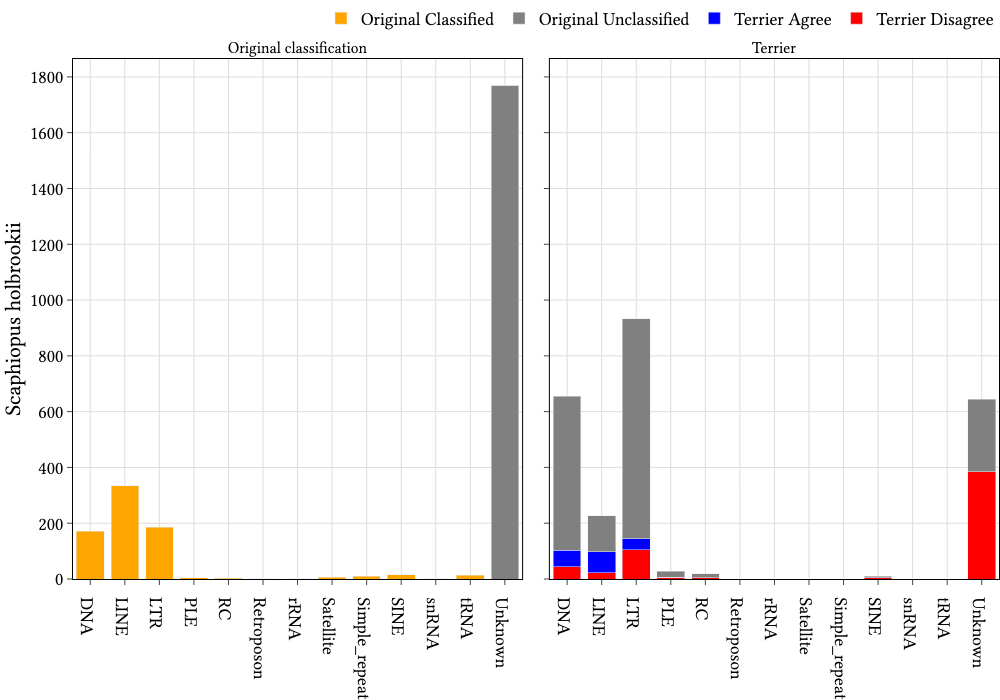 Original Classified Original Unclassified Terrier Agree Terrier Disagree
Original classification Terrier
Scaphiopus holbrookii
1800
1600
1400
1200
1000
800
600
400
200
0
DNA LINE LTR PLE RC Retroposon rRNA Satellite Simple_repeat SINE snRNA tRNA Unknown
DNA LINE LTR PLE RC Retroposon rRNA Satellite Simple_repeat SINE snRNA tRNA Unknown